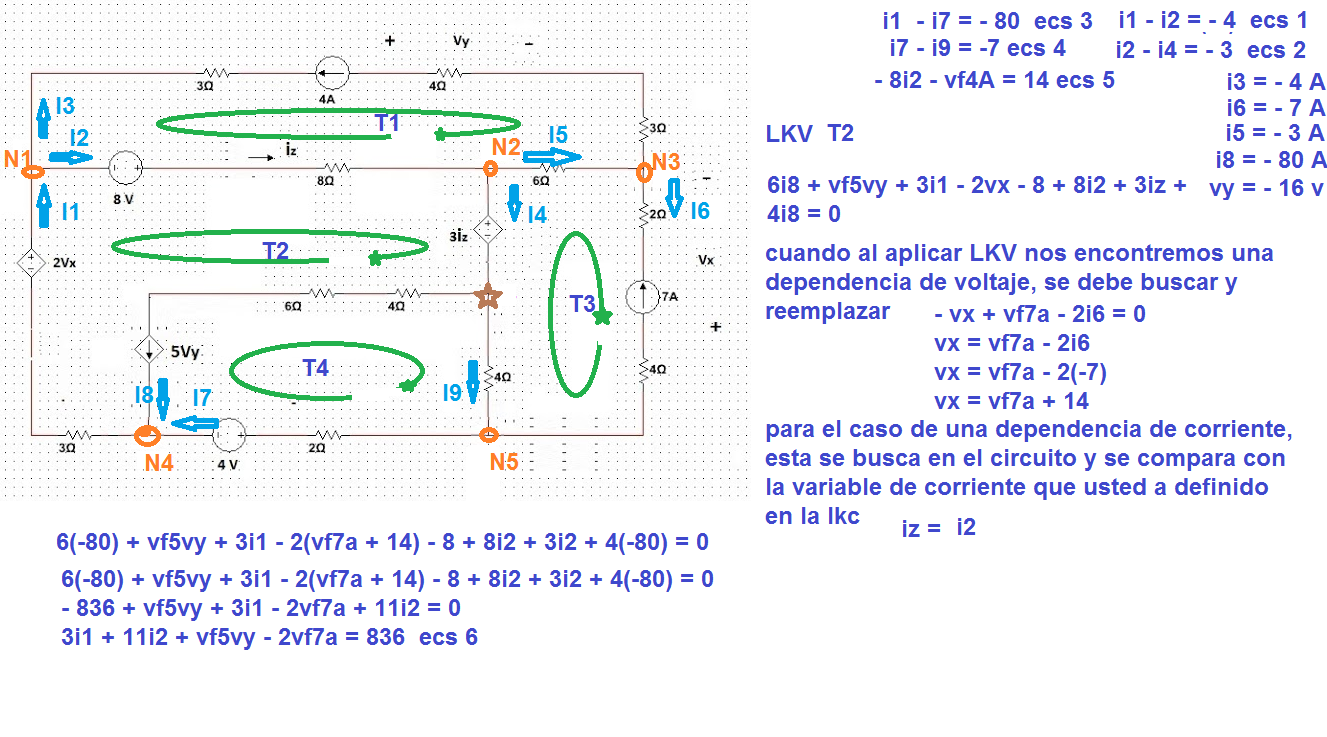 + Vy -
3Ω
4A
4Ω
I3
T1
I2
iz
N1
8 V
8Ω
N2
I5
6Ω
3Ω
N3
I1
I4
2Ω
I6
-
3iz
T2
2Vx
Vx
6Ω
4Ω
T3
7A
+
5Vy
T4
I8
I7
I9
4Ω
4Ω
3Ω
N4
4 V
2Ω
N5
i1 - i7 = - 80 ecs 3 i1 - i2 = - 4 ecs 1
i7 - i9 = -7 ecs 4 i2 - i4 = - 3 ecs 2
- 8i2 - vf4A = 14 ecs 5
i3 = - 4 A
i6 = - 7 A
i5 = - 3 A
i8 = - 80 A
vy = - 16 v
LKV T2
6i8 + vf5vy + 3i1 - 2vx - 8 + 8i2 + 3iz +
4i8 = 0
cuando al aplicar LKV nos encontremos una
dependencia de voltaje, se debe buscar y
reemplazar
- vx + vf7a - 2i6 = 0
vx = vf7a - 2i6
vx = vf7a - 2(-7)
vx = vf7a + 14
para el caso de una dependencia de corriente,
esta se busca en el circuito y se compara con
la variable de corriente que usted a definido
en la lkc
iz = i2
6(-80) + vf5vy + 3i1 - 2(vf7a + 14) - 8 + 8i2 + 3i2 + 4(-80) = 0
6(-80) + vf5vy + 3i1 - 2(vf7a + 14) - 8 + 8i2 + 3i2 + 4(-80) = 0
- 836 + vf5vy + 3i1 - 2vf7a + 11i2 = 0
3i1 + 11i2 + vf5vy - 2vf7a = 836 ecs 6